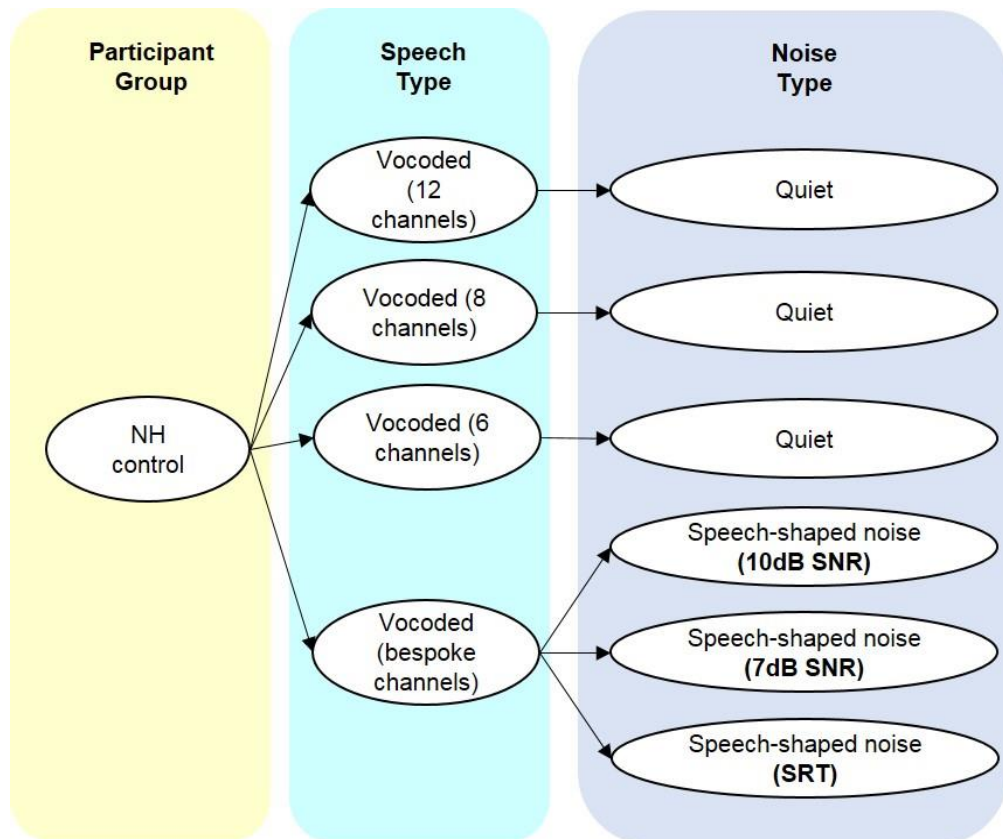 Participant
Group
Speech
Type
Noise
Type
NH
control
Vocoded
(12
channels)
Quiet
Vocoded (8
channels)
Quiet
Vocoded (6
channels)
Quiet
Vocoded
(bespoke
channels)
Speech-shaped noise
(10dB SNR)
Speech-shaped noise
(7dB SNR)
Speech-shaped noise
(SRT)